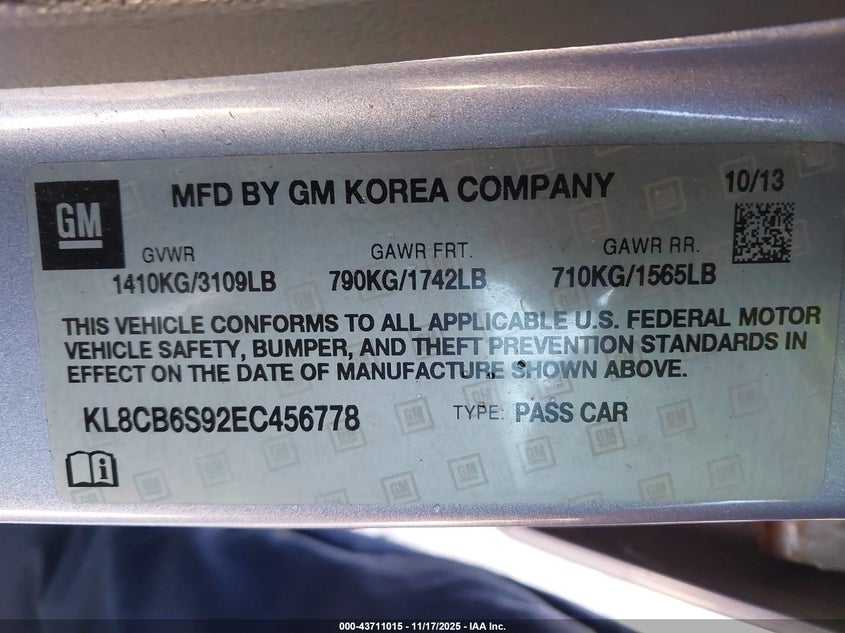 GM
MFD BY GM KOREA COMPANY
10/13
GVWR
GAWR FRT.
GAWR RR.
1410KG/3109LB
790KG/1742LB
710KG/1565LB
THIS VEHICLE CONFORMS TO ALL APPLICABLE U.S. FEDERAL MOTOR
VEHICLE SAFETY, BUMPER, AND THEFT PREVENTION STANDARDS IN
EFFECT ON THE DATE OF MANUFACTURE SHOWN ABOVE.
KL8CB6S92EC456778
TYPE: PASS CAR
000-43711015 - 11/17/2025 - IAA Inc.